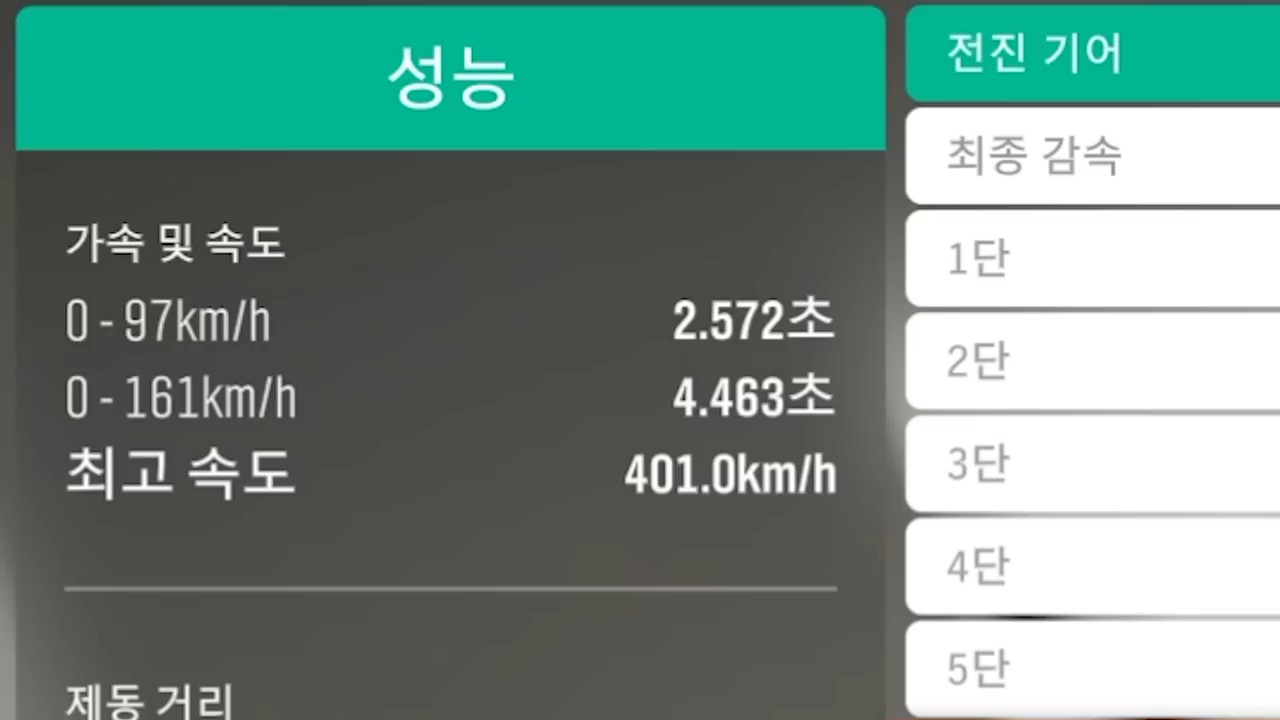 성능
가속 및 속도
0 - 97km/h 2.572초
0 - 161km/h 4.463초
최고 속도 401.0km/h
제동 거리
전진 기어
최종 감속
1단
2단
3단
4단
5단